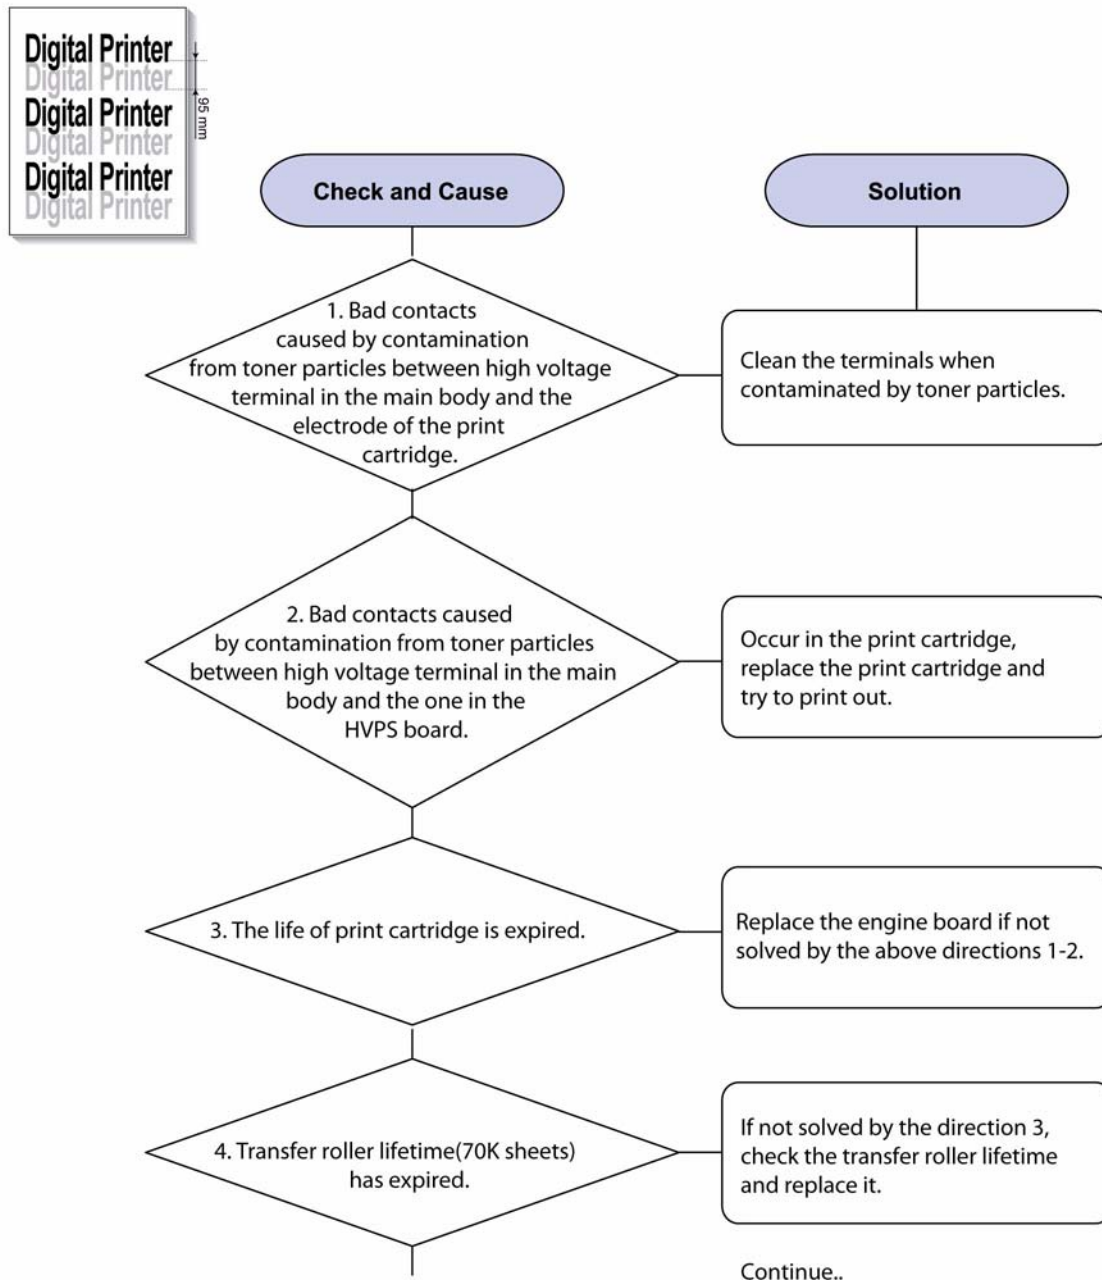 Digital Printer
Digital Printer
Digital Printer
Digital Printer
Digital Printer
Digital Printer
95 mm
Check and Cause
Solution
1. Bad contacts
caused by contamination
from toner particles between high voltage
terminal in the main body and the
electrode of the print
cartridge.
Clean the terminals when
contaminated by toner particles.
2. Bad contacts caused
by contamination from toner particles
between high voltage terminal in the main
body and the one in the
HVPS board.
Occur in the print cartridge,
replace the print cartridge and
try to print out.
3. The life of print cartridge is expired.
Replace the engine board if not
solved by the above directions 1-2.
4. Transfer roller lifetime(70K sheets)
has expired.
If not solved by the direction 3,
check the transfer roller lifetime
and replace it.
Continue..